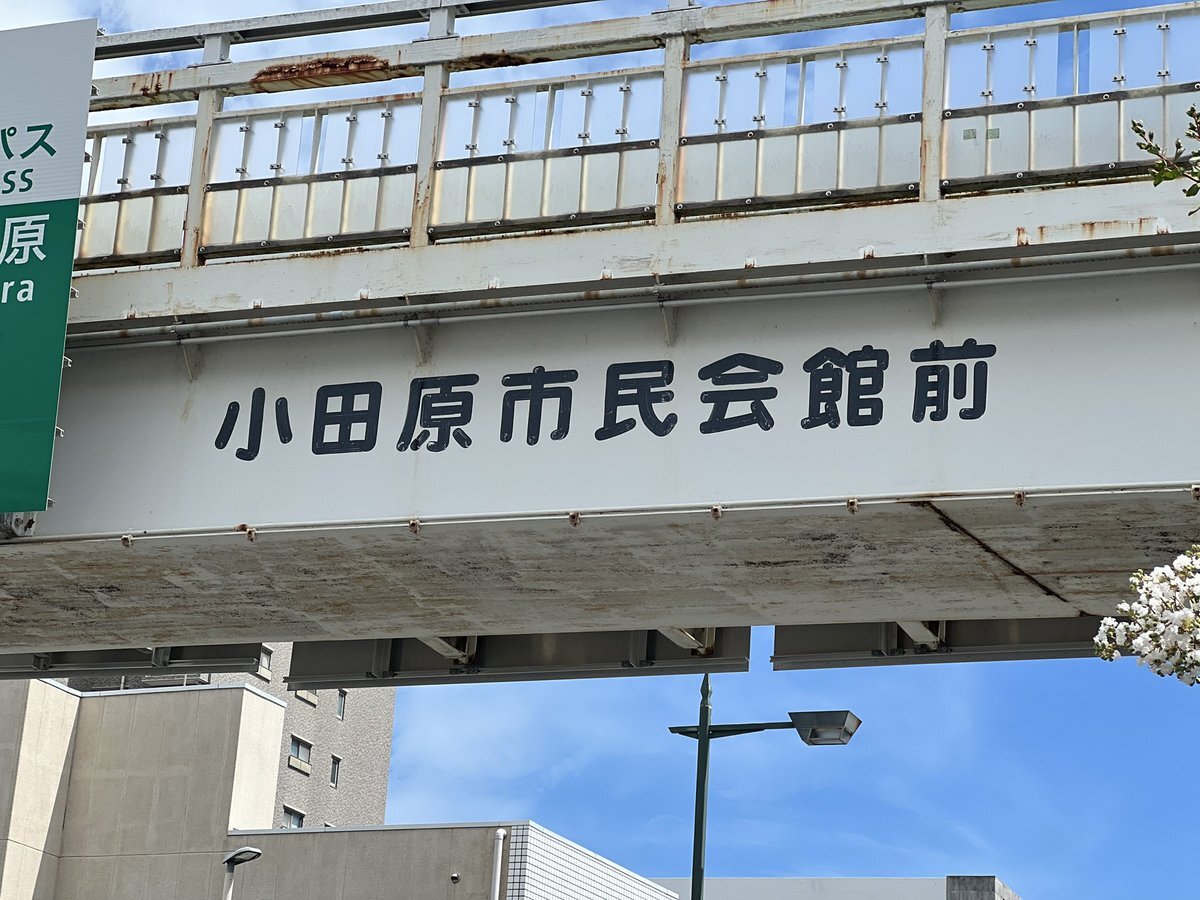 パス
ss
原
ra
小田原市民会館前